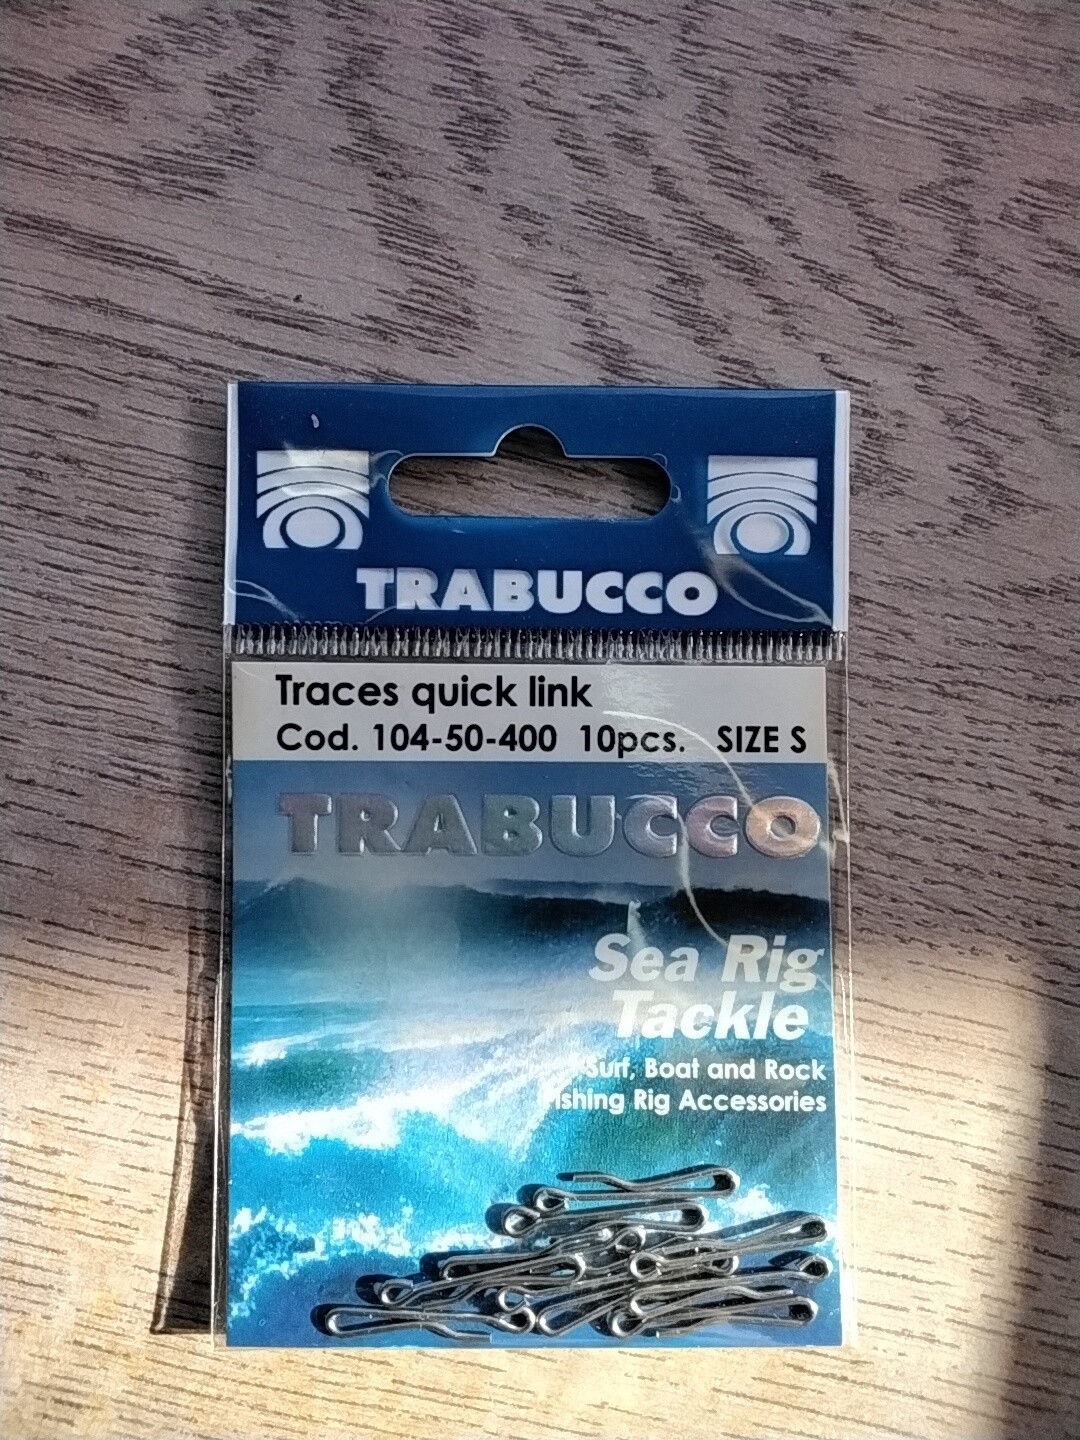 TRABUCCO
Traces quick link
Cod. 104-50-400 10pcs. SIZE S
TRABUCCO
Sea Rig
Tackle
Surf, Boat and Rock
Fishing Rig Accessories